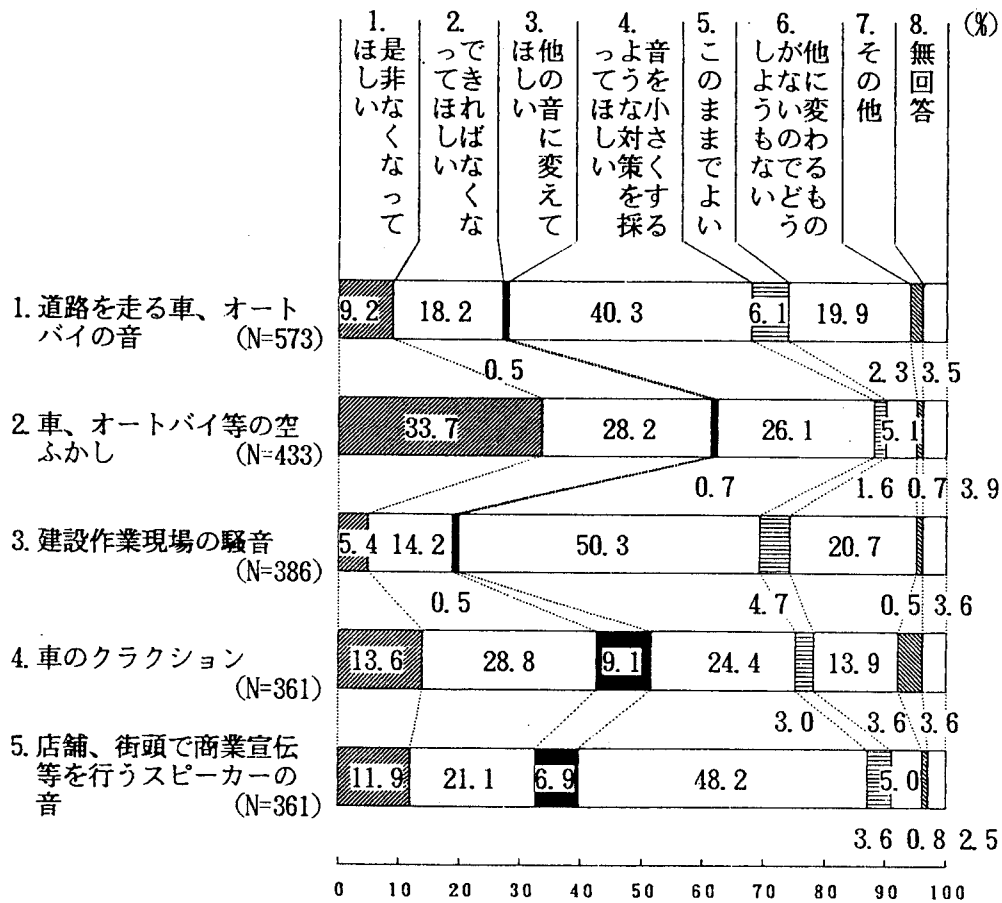 1. 是非なくなってほしい
2. できればなくなってほしい
3. 他の音に変えてほしい
4. 音を小さくするような対策を採ってほしい
5. このままでよい
6. 他に変わるものがないのでどうしようもない
7. その他
8. 無回答
(%)
1. 道路を走る車、オート
バイの音 (N=573)
9.2 18.2 40.3 6.1 19.9
0.5 2.3 3.5
2. 車、オートバイ等の空
ふかし (N=433)
33.7 28.2 26.1 5.1
0.7 1.6 0.7 3.9
3. 建設作業現場の騒音
(N=386)
5.4 14.2 50.3 20.7
0.5 4.7 0.5 3.6
4. 車のクラクション
(N=361)
13.6 28.8 9.1 24.4 13.9
3.0 3.6 3.6
5. 店舗、街頭で商業宣伝
等を行うスピーカーの
音 (N=361)
11.9 21.1 6.9 48.2 5.0
3.6 0.8 2.5
0 10 20 30 40 50 60 70 80 90 100